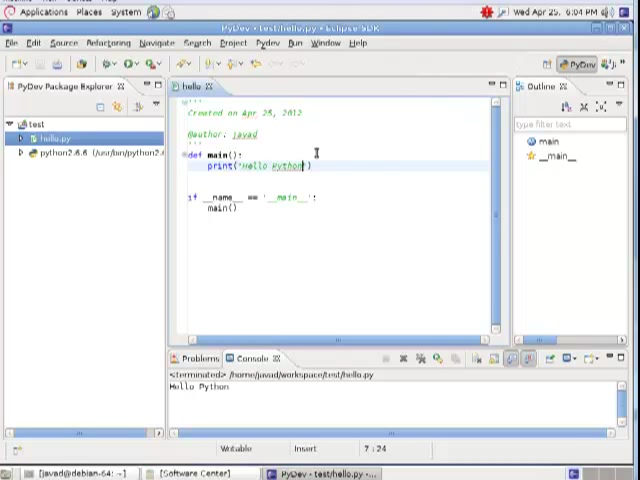 Applications Places System
Wed Apr 25, 6:04 PM
PyDev - test/hello.py - Eclipse SDK
File Edit Source Refactoring Navigate Search Project Pydev Run Window Help
PyDev
PyDev Package Explorer
hello
Outline
test
hello.py
python2.6.6 (/usr/bin/python2.
type filter text
main
__main__
'''
Created on Apr 25, 2012
@author: javad
'''
def main():
print("Hello Python")
if __name__ == '__main__':
main()
Problems Console
<terminated> /home/javad/workspace/test/hello.py
Hello Python
Writable Insert 7 : 24
[javad@debian-64: ~] [Software Center] PyDev - test/hello.py - ...